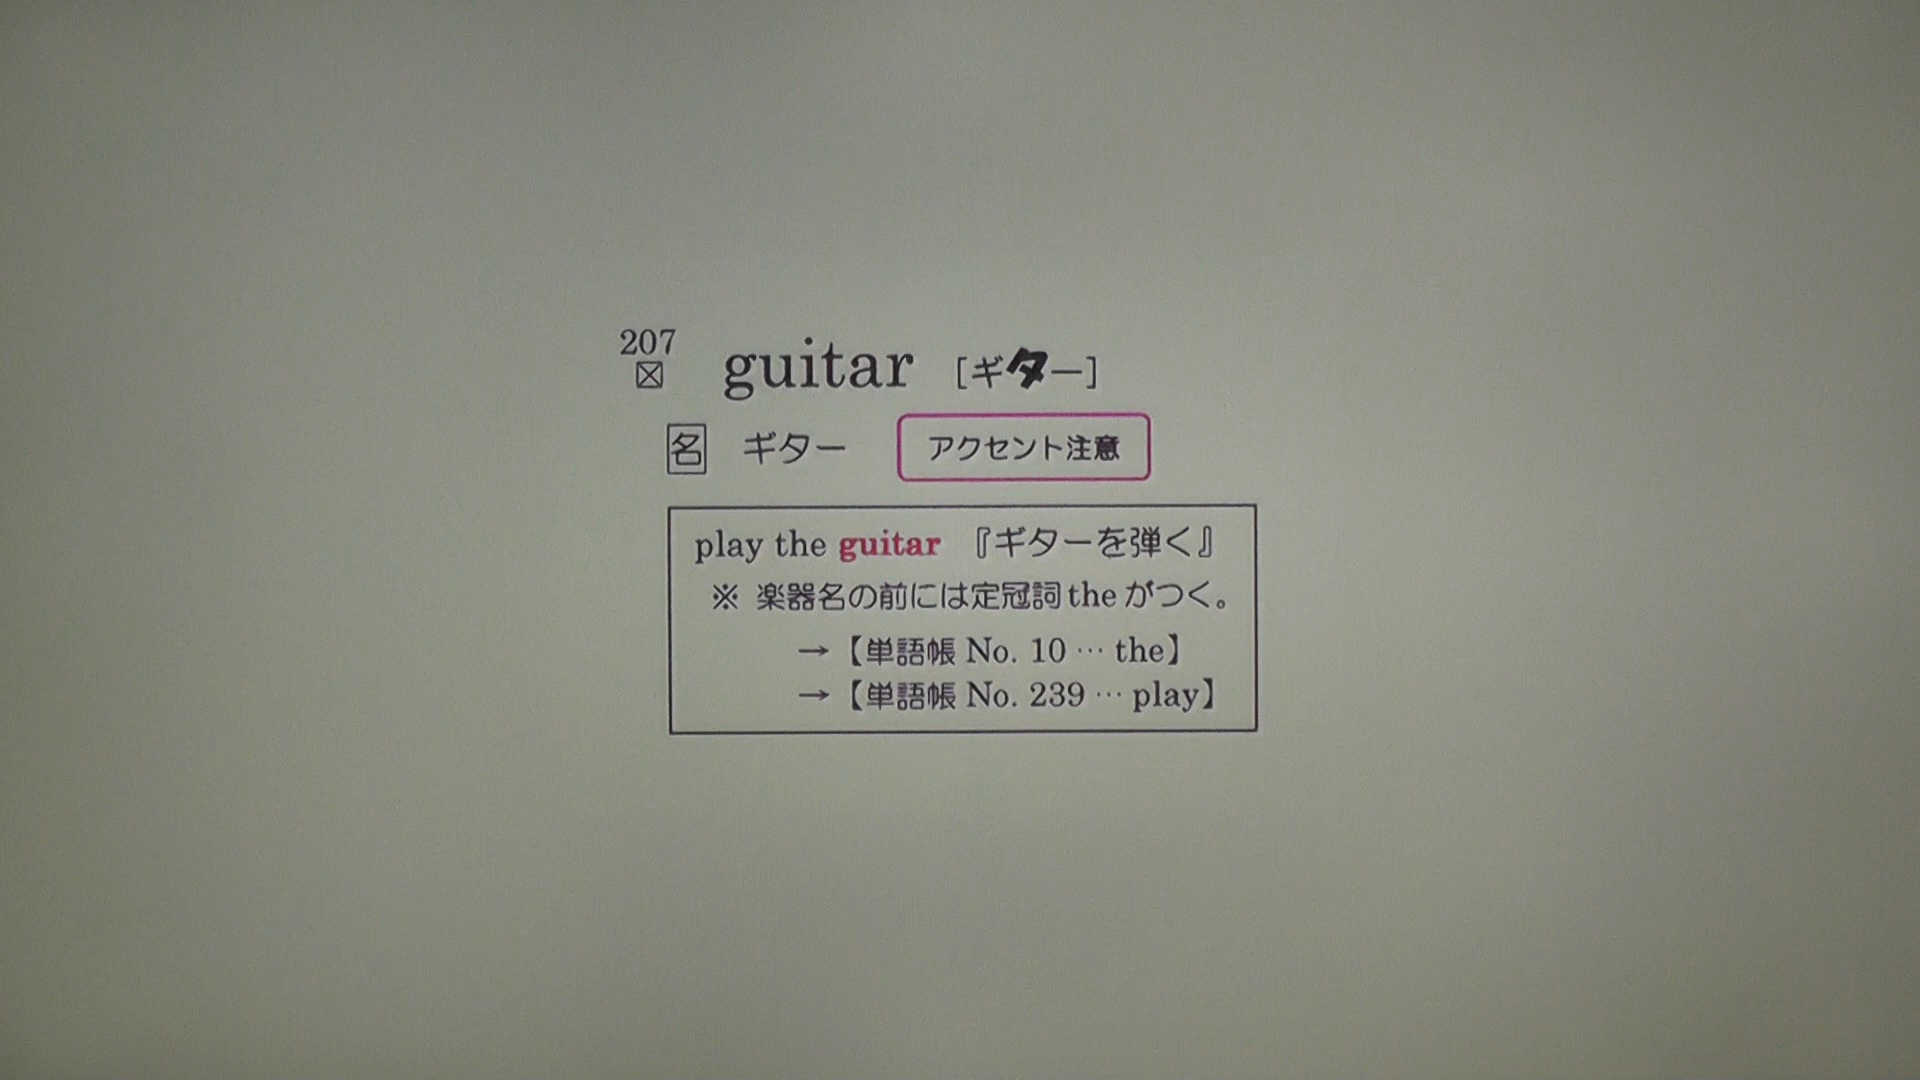 207
☒ guitar [ギター]
名 ギター アクセント注意
play the guitar 『ギターを弾く』
※ 楽器名の前には定冠詞 the がつく。
→【単語帳 No. 10 … the】
→【単語帳 No. 239 … play】